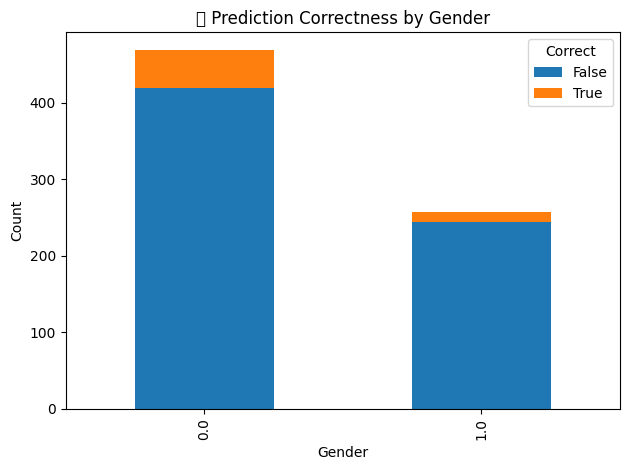 Prediction Correctness by Gender
Correct
False
True
400
300
200
100
0
Count
0.0
1.0
Gender